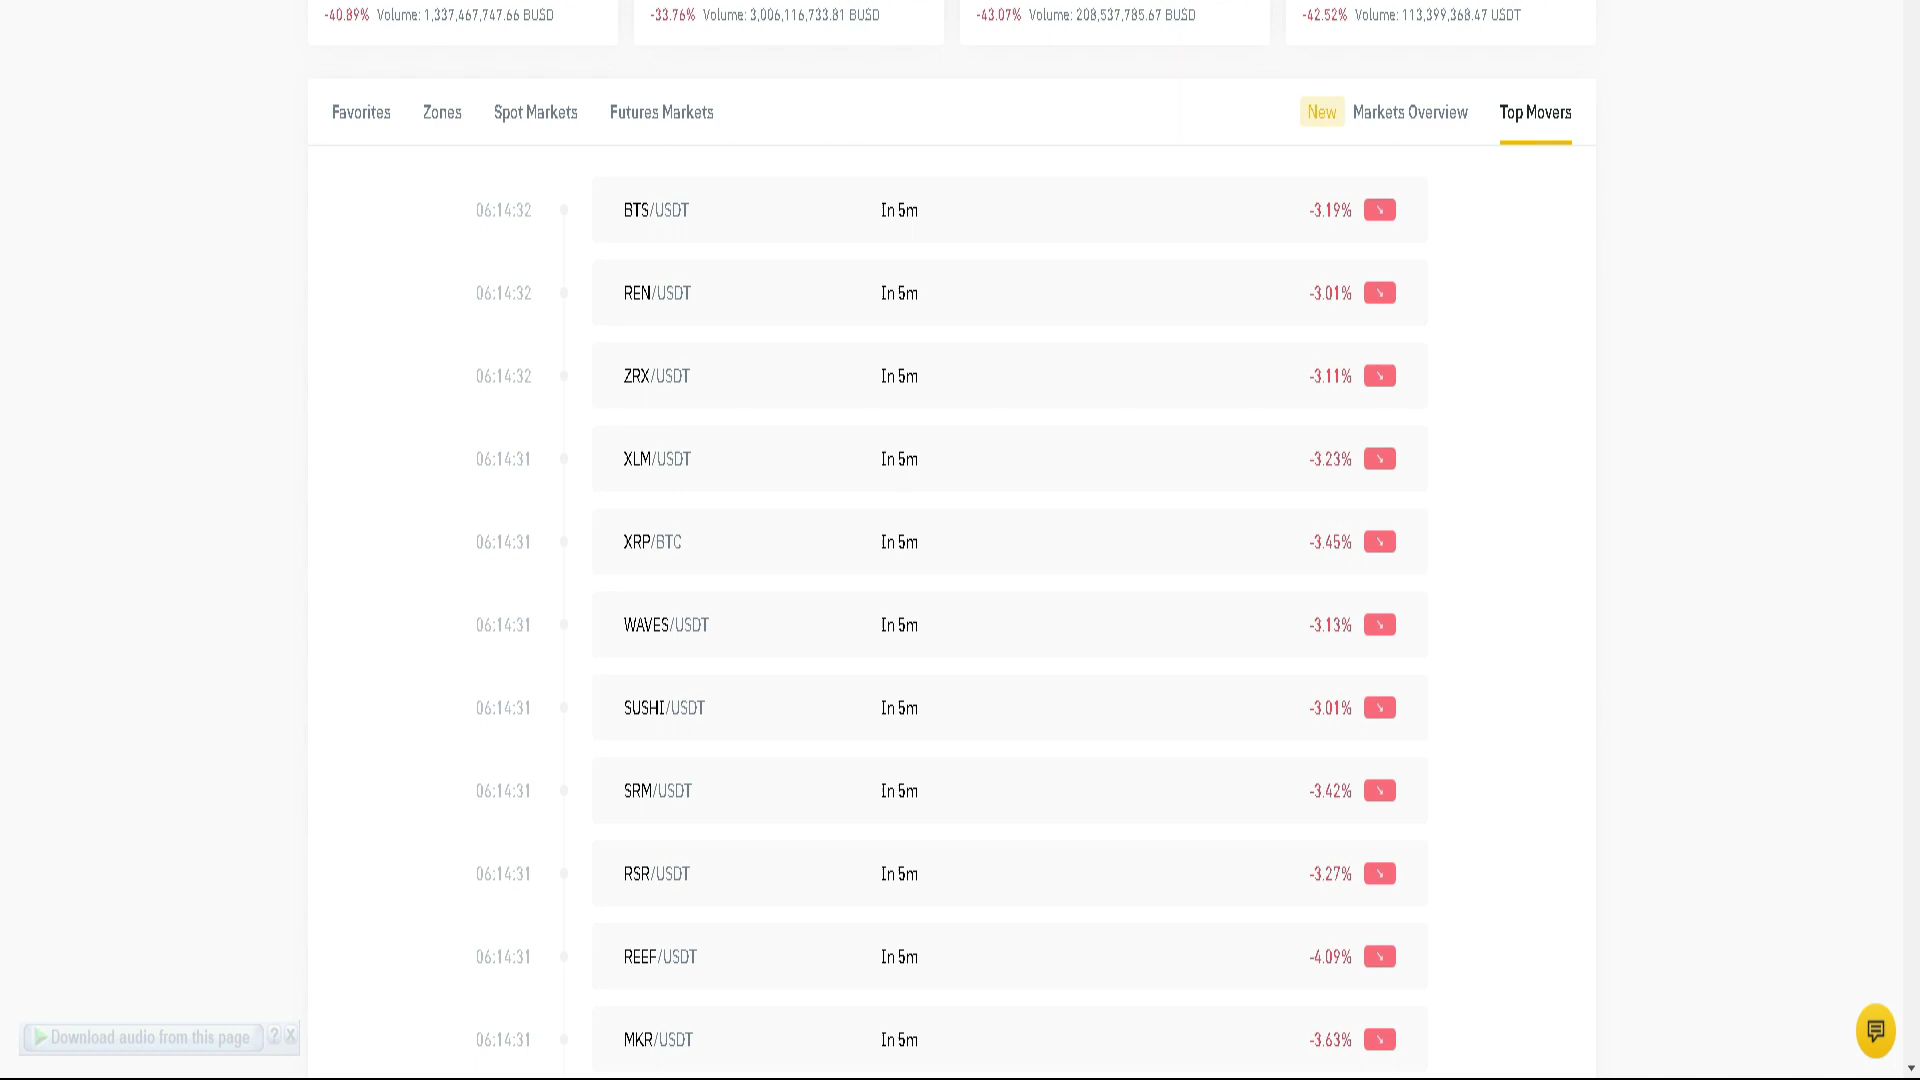 -40.89% Volume: 1,337,467,747.66 BUSD
-33.76% Volume: 3,006,116,733.81 BUSD
-43.07% Volume: 208,537,785.67 BUSD
-42.52% Volume: 113,399,368.47 USDT
Favorites Zones Spot Markets Futures Markets New Markets Overview Top Movers
06:14:32 BTS/USDT In 5m -3.19%
06:14:32 REN/USDT In 5m -3.01%
06:14:32 ZRX/USDT In 5m -3.11%
06:14:31 XLM/USDT In 5m -3.23%
06:14:31 XRP/BTC In 5m -3.45%
06:14:31 WAVES/USDT In 5m -3.13%
06:14:31 SUSHI/USDT In 5m -3.01%
06:14:31 SRM/USDT In 5m -3.42%
06:14:31 RSR/USDT In 5m -3.27%
06:14:31 REEF/USDT In 5m -4.09%
06:14:31 MKR/USDT In 5m -3.63%
Download audio from this page ? X